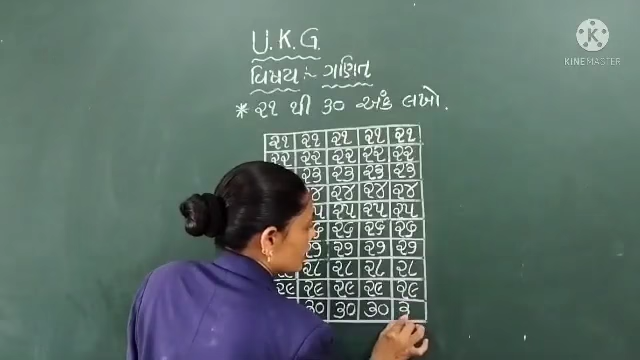 U.K.G.
વિષય :- ગણિત
* ૨૧ થી ૩૦ અંક લખો.
૨૧ ૨૧ ૨૧ ૨૧ ૨૧
૨૨ ૨૨ ૨૨ ૨૨ ૨૨
૨૩ ૨૩ ૨૩ ૨૩
૨૪ ૨૪ ૨૪
૨૫ ૨૫ ૨૫
૨૬ ૨૬ ૨૬
૨૭ ૨૭ ૨૭
૨૮ ૨૮ ૨૮ ૨૮
૨૯ ૨૯ ૨૯ ૨૯ ૨૯
૩૦ ૩૦ ૩૦ ૩
KINEMASTER